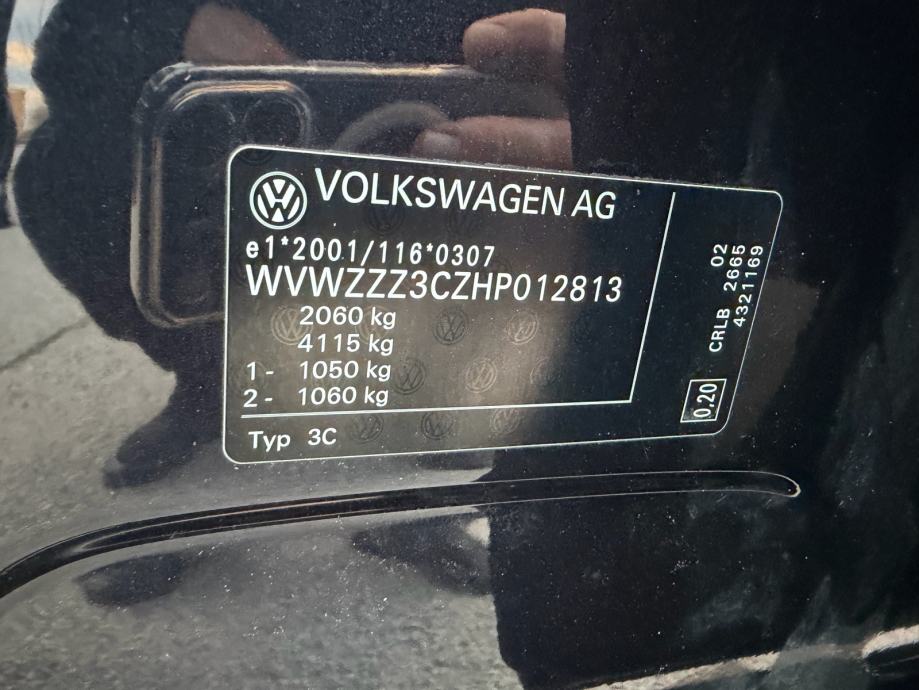 VOLKSWAGEN AG
e1*2001/116*0307
WVWZZZ3CZHP012813
2060 kg
4115 kg
1- 1050 kg
2- 1060 kg
Typ 3C
02
CRLB 2665
4321169
0,20